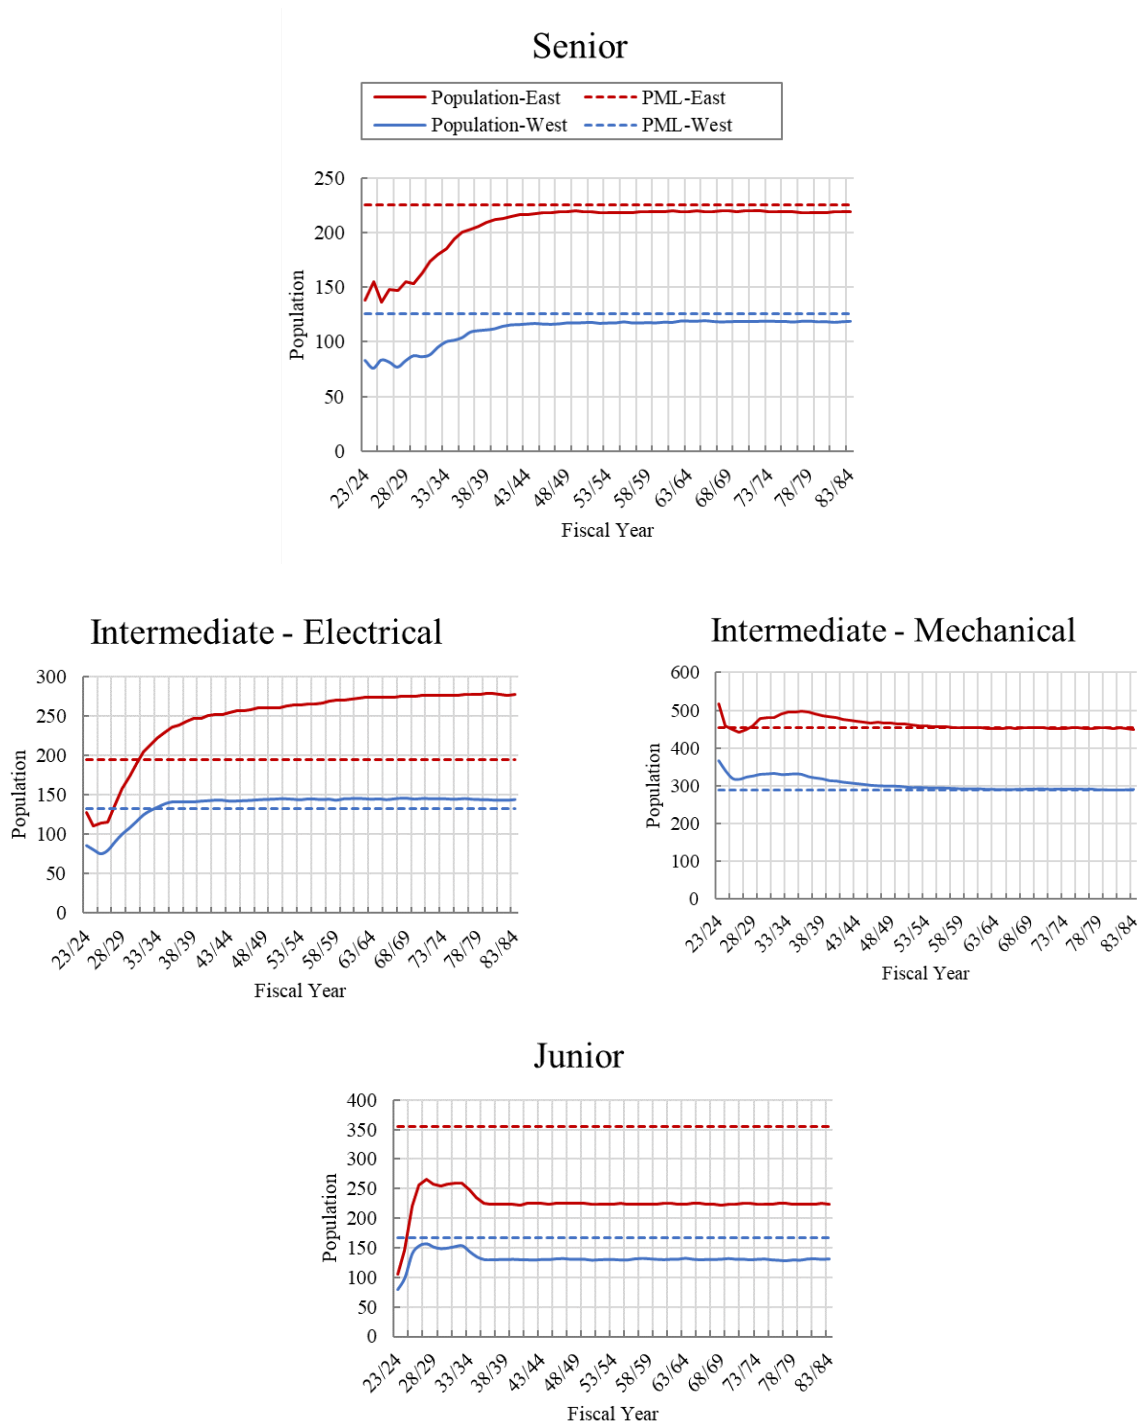 Senior
Population-East PML-East
Population-West PML-West
250
200
150
100
50
0
Population
23/24 28/29 33/34 38/39 43/44 48/49 53/54 58/59 63/64 68/69 73/74 78/79 83/84
Fiscal Year
Intermediate - Electrical
300
250
200
150
100
50
0
Population
23/24 28/29 33/34 38/39 43/44 48/49 53/54 58/59 63/64 68/69 73/74 78/79 83/84
Fiscal Year
Intermediate - Mechanical
600
500
400
300
200
100
0
Population
23/24 28/29 33/34 38/39 43/44 48/49 53/54 58/59 63/64 68/69 73/74 78/79 83/84
Fiscal Year
Junior
400
350
300
250
200
150
100
50
0
Population
23/24 28/29 33/34 38/39 43/44 48/49 53/54 58/59 63/64 68/69 73/74 78/79 83/84
Fiscal Year